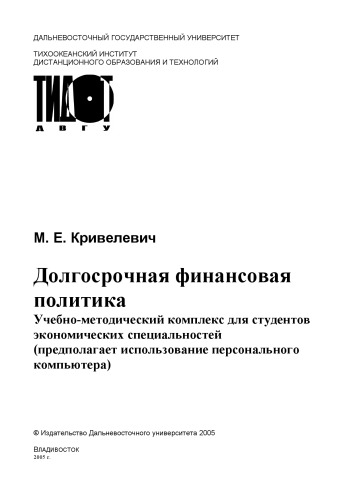 ДАЛЬНЕВОСТОЧНЫЙ ГОСУДАРСТВЕННЫЙ УНИВЕРСИТЕТ
ТИХООКЕАНСКИЙ ИНСТИТУТ
ДИСТАНЦИОННОГО ОБРАЗОВАНИЯ И ТЕХНОЛОГИЙ
ТИДОТ
ДВГУ
М. Е. Кривелевич
Долгосрочная финансовая
политика
Учебно-методический комплекс для студентов
экономических специальностей
(предполагает использование персонального
компьютера)
© Издательство Дальневосточного университета 2005
ВЛАДИВОСТОК
2005 г.